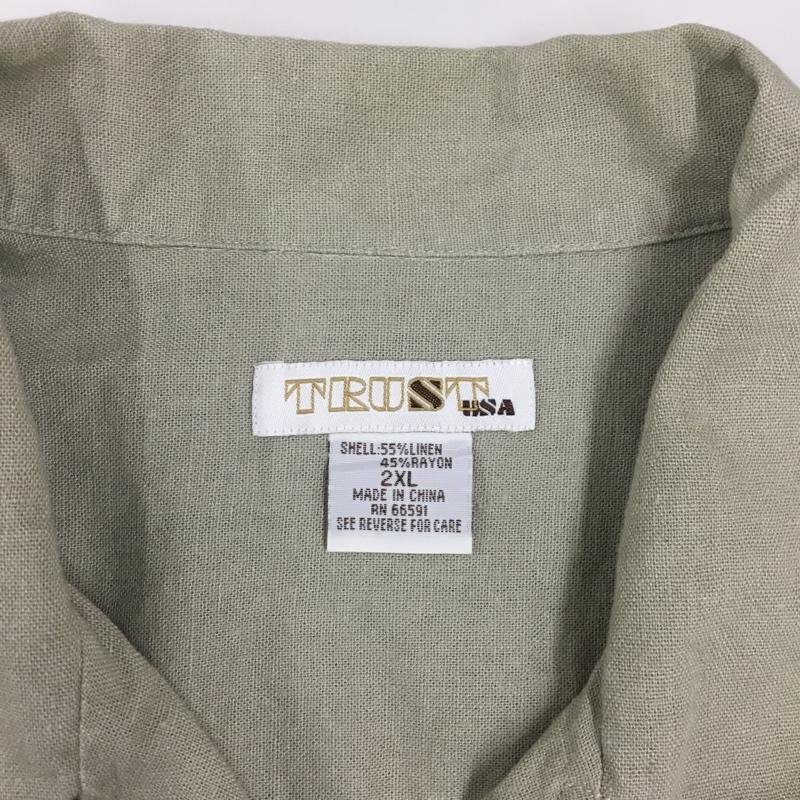 TRUST USA
SHELL:55%LINEN
45%RAYON
2XL
MADE IN CHINA
RN 66591
SEE REVERSE FOR CARE